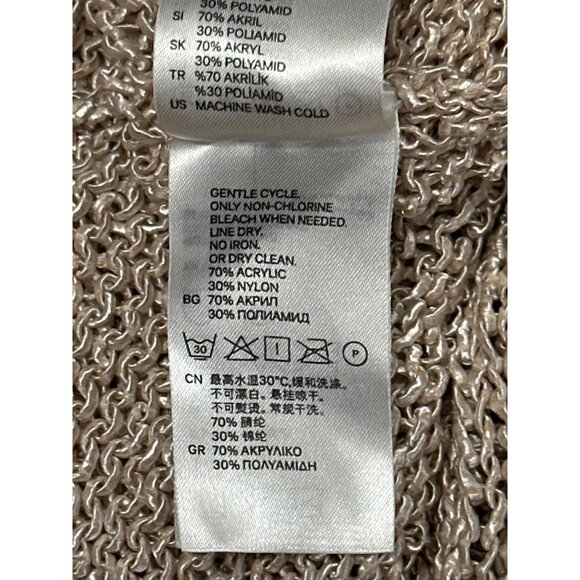 30% POLYAMID
SI 70% AKRIL
30% POLIAMID
SK 70% AKRYL
30% POLYAMID
TR %70 AKRİLİK
%30 POLİAMİD
US MACHINE WASH COLD
GENTLE CYCLE.
ONLY NON-CHLORINE
BLEACH WHEN NEEDED.
LINE DRY.
NO IRON.
OR DRY CLEAN.
70% ACRYLIC
30% NYLON
BG 70% АКРИЛ
30% ПОЛИАМИД
30 P
CN 最高水温30°C,缓和洗涤。
不可漂白。悬挂晾干。
不可熨烫。常规干洗。
70% 腈纶
30% 锦纶
GR 70% ΑΚΡΥΛΙΚΟ
30% ΠΟΛΥΑΜΙΔΗ